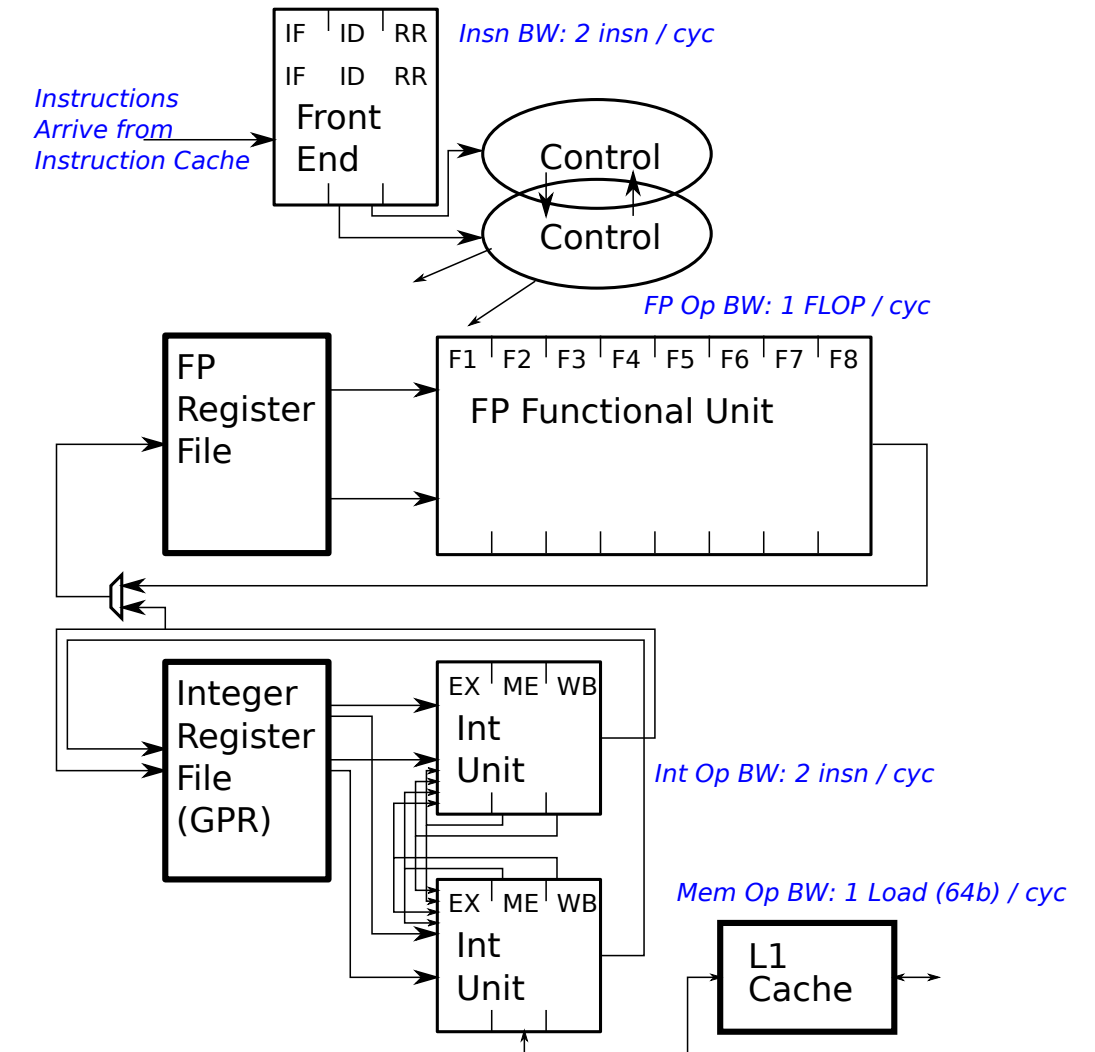 IF ID RR
Insn BW: 2 insn / cyc
IF ID RR
Instructions
Arrive from
Instruction Cache
Front
End
Control
Control
FP Op BW: 1 FLOP / cyc
FP
Register
File
F1 F2 F3 F4 F5 F6 F7 F8
FP Functional Unit
Integer
Register
File
(GPR)
EX ME WB
Int
Unit
Int Op BW: 2 insn / cyc
Mem Op BW: 1 Load (64b) / cyc
EX ME WB
Int
Unit
L1
Cache